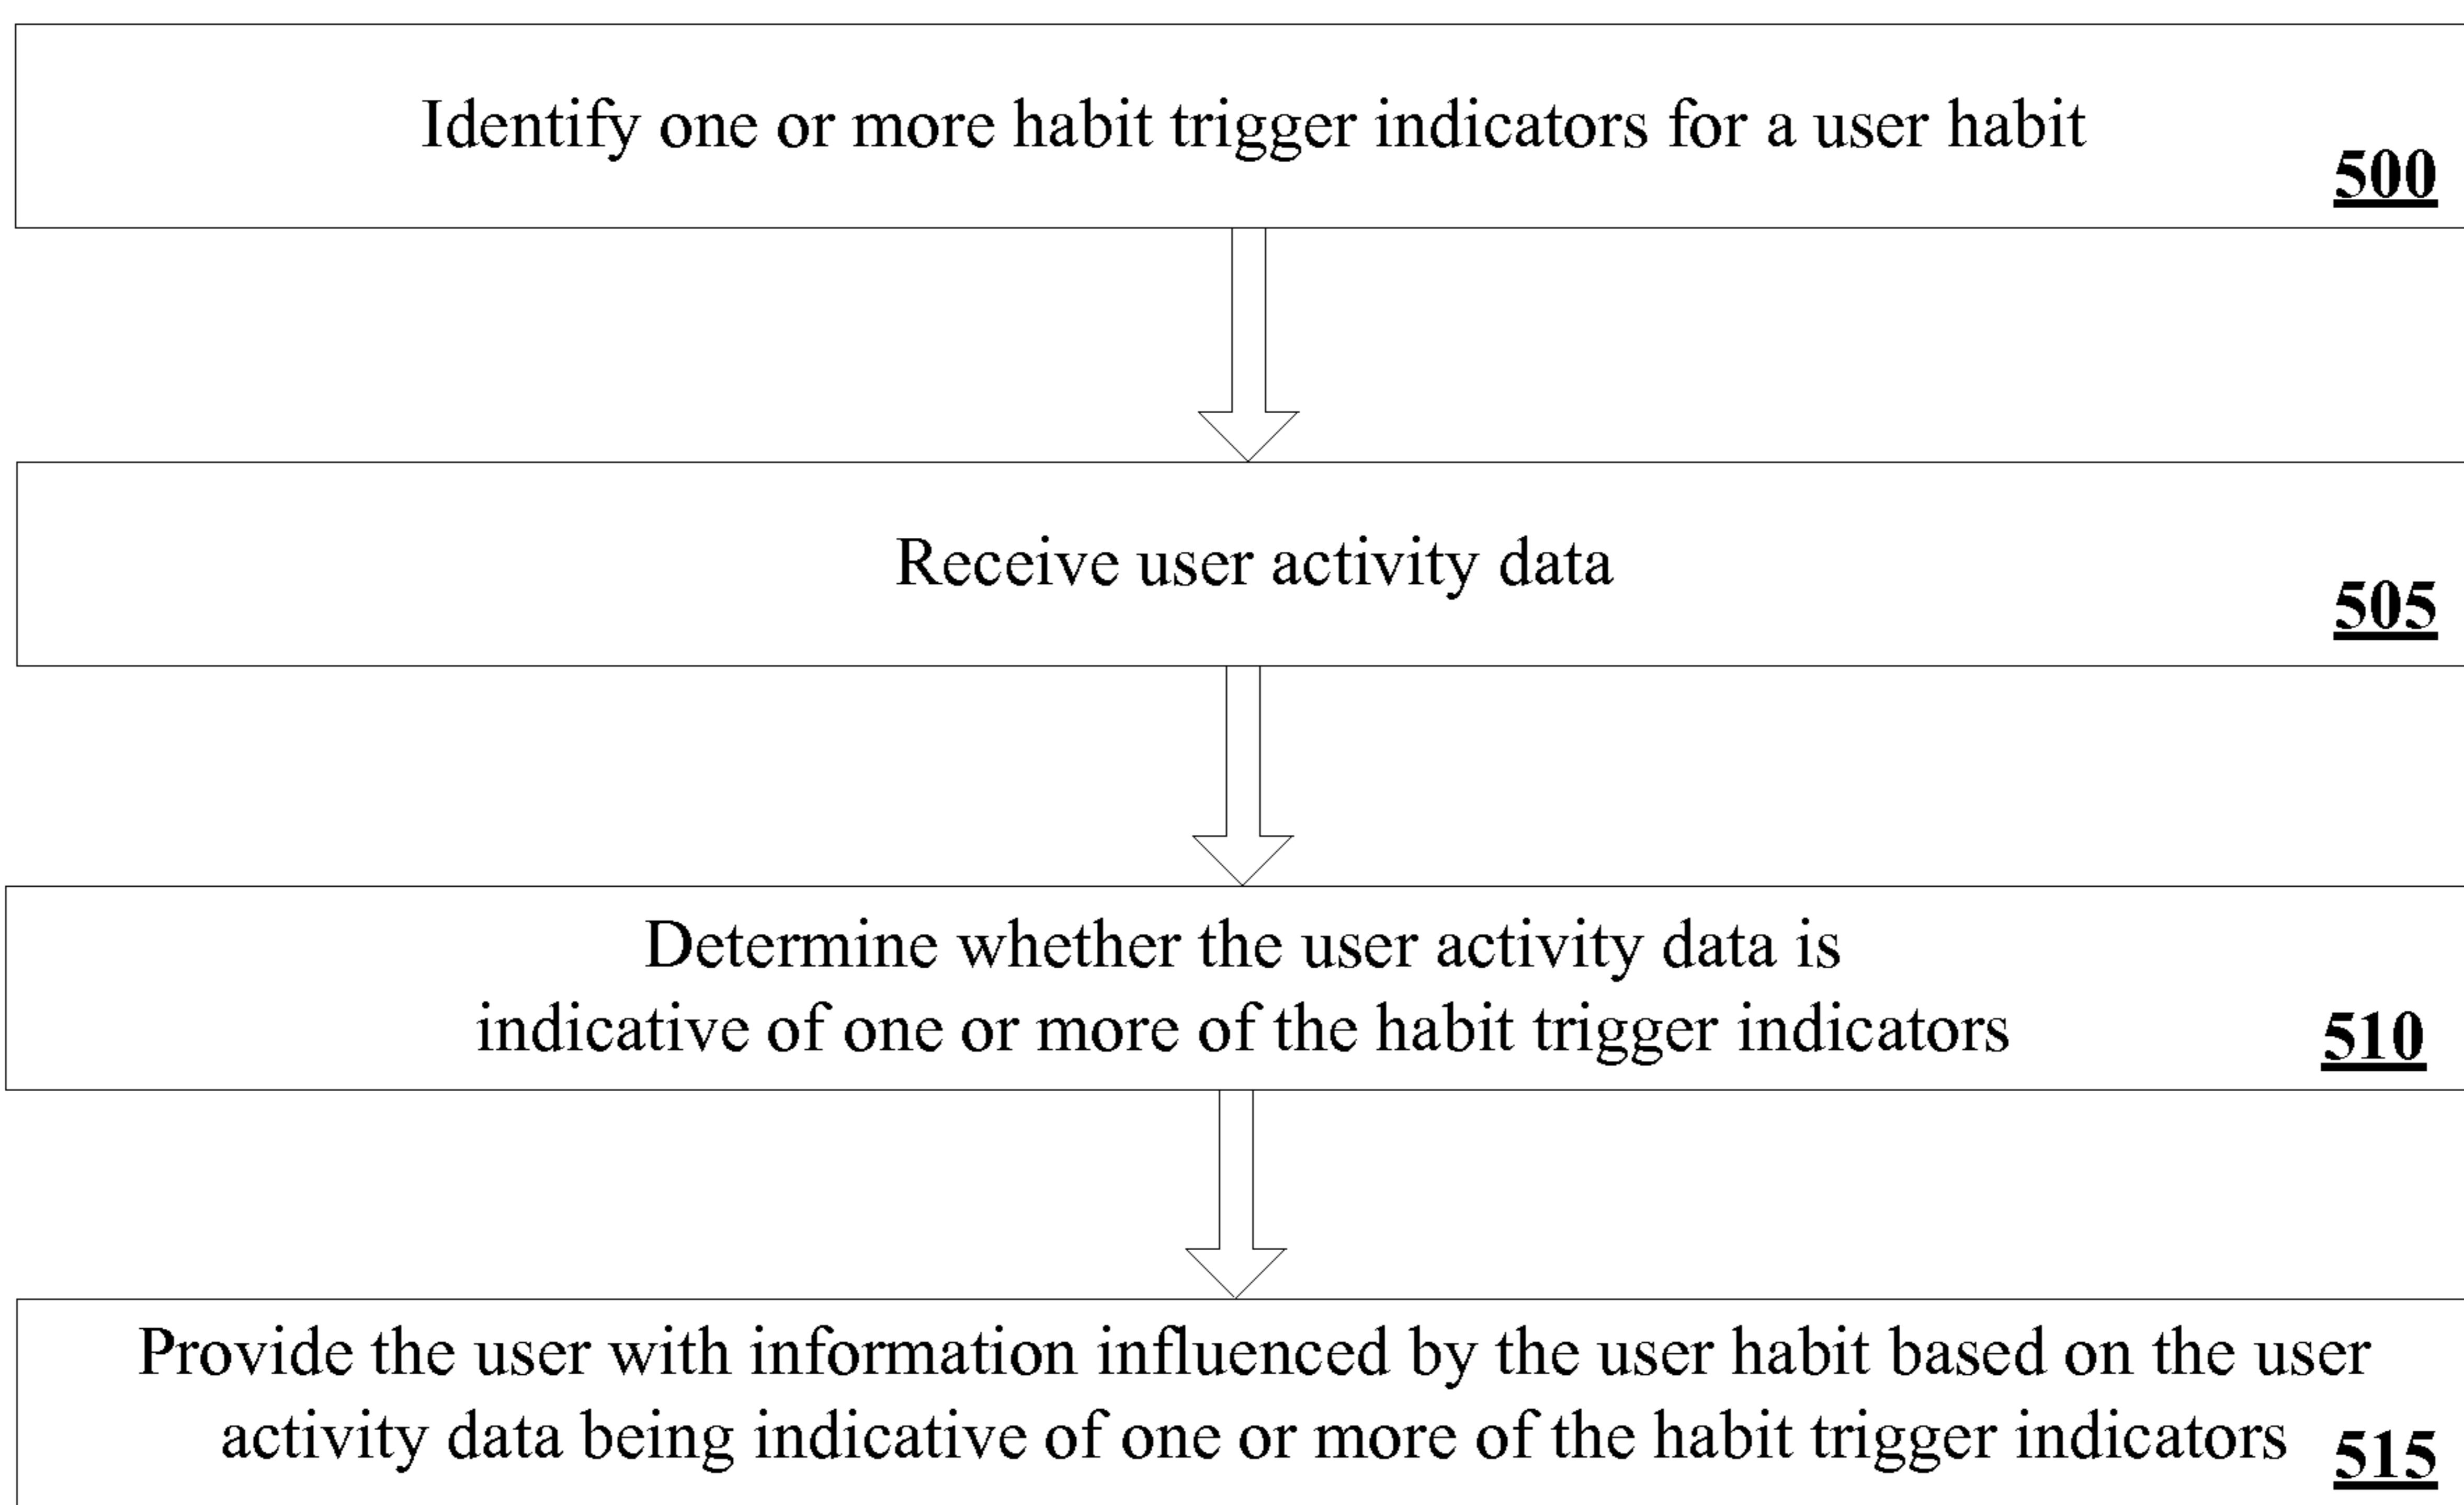 Identify one or more habit trigger indicators for a user habit
500
Receive user activity data
505
Determine whether the user activity data is
indicative of one or more of the habit trigger indicators
510
Provide the user with information influenced by the user habit based on the user
activity data being indicative of one or more of the habit trigger indicators
515